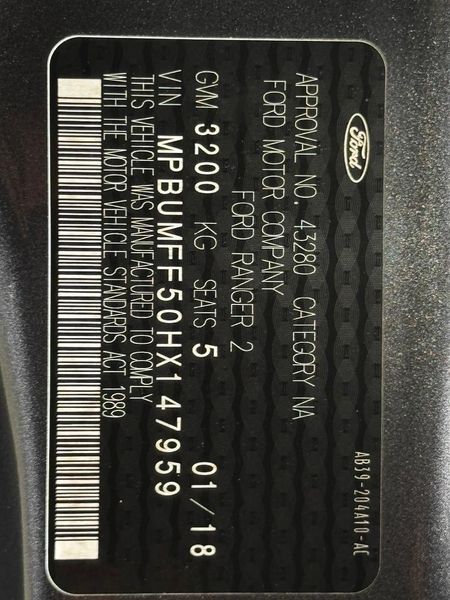 Ford
APPROVAL NO. 43280 CATEGORY NA
FORD MOTOR COMPANY
FORD RANGER 2
01/18
GVM 3200 KG SEATS 5
VIN MPBUMFF50HX147959
THIS VEHICLE WAS MANUFACTURED TO COMPLY
WITH THE MOTOR VEHICLE STANDARDS ACT 1989
AB39-204A10-AC